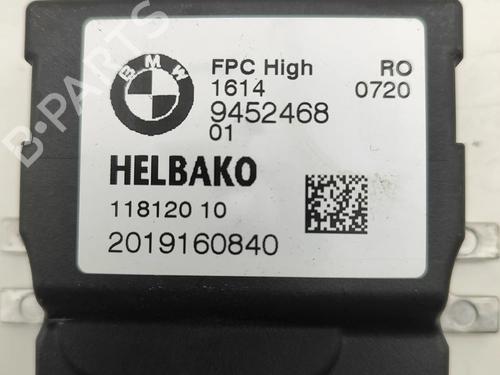 BMW
FPC High RO
1614 0720
9452468
01
HELBAKO
118120 10
2019160840
B-PARTS